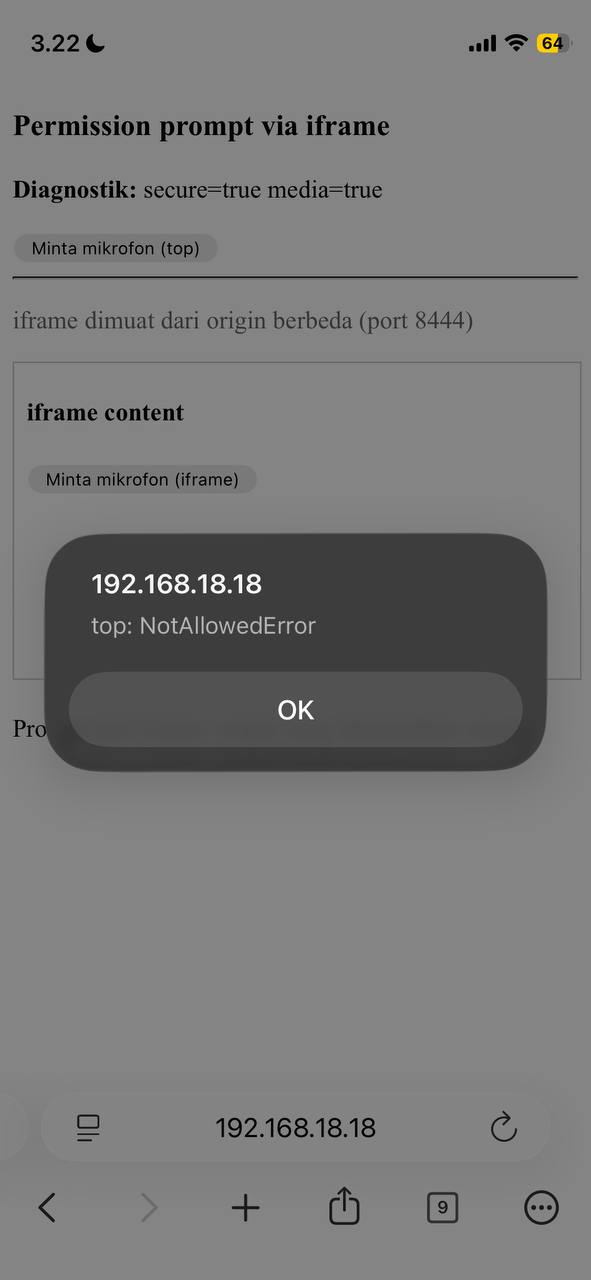 3.22
64
Permission prompt via iframe
Diagnostik: secure=true media=true
Minta mikrofon (top)
iframe dimuat dari origin berbeda (port 8444)
iframe content
Minta mikrofon (iframe)
192.168.18.18
top: NotAllowedError
OK
192.168.18.18
9